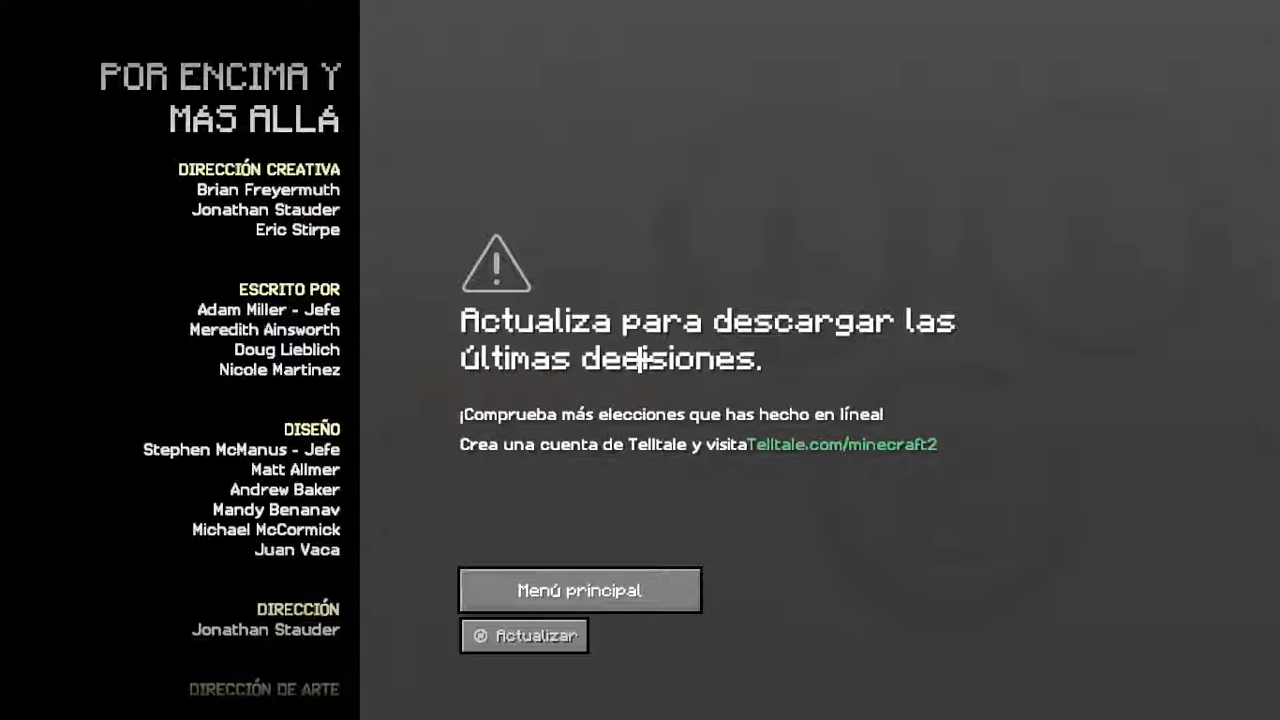 POR ENCIMA Y
MÁS ALLÁ
DIRECCIÓN CREATIVA
Brian Freyermuth
Jonathan Stauder
Eric Stirpe
ESCRITO POR
Adam Miller - Jefe
Meredith Ainsworth
Doug Lieblich
Nicole Martinez
DISEÑO
Stephen McManus - Jefe
Matt Allmer
Andrew Baker
Mandy Benanav
Michael McCormick
Juan Vaca
DIRECCIÓN
Jonathan Stauder
DIRECCIÓN DE ARTE
Actualiza para descargar las
últimas decisiones.
¡Comprueba más elecciones que has hecho en línea!
Crea una cuenta de Telltale y visitaTelltale.com/minecraft2
Menú principal
Actualizar